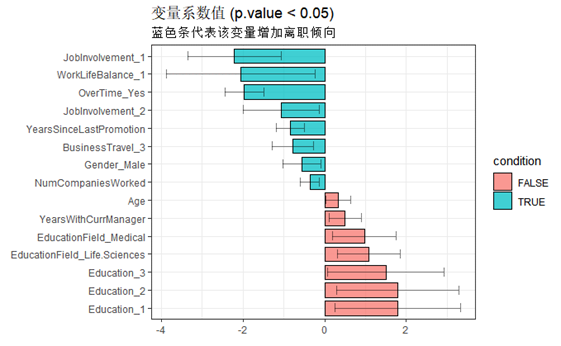 变量系数值 (p.value < 0.05)
蓝色条代表该变量增加离职倾向
JobInvolvement_1
WorkLifeBalance_1
OverTime_Yes
JobInvolvement_2
YearsSinceLastPromotion
BusinessTravel_3
Gender_Male
NumCompaniesWorked
Age
YearsWithCurrManager
EducationField_Medical
EducationField_Life.Sciences
Education_3
Education_2
Education_1
-4 -2 0 2
condition
FALSE
TRUE